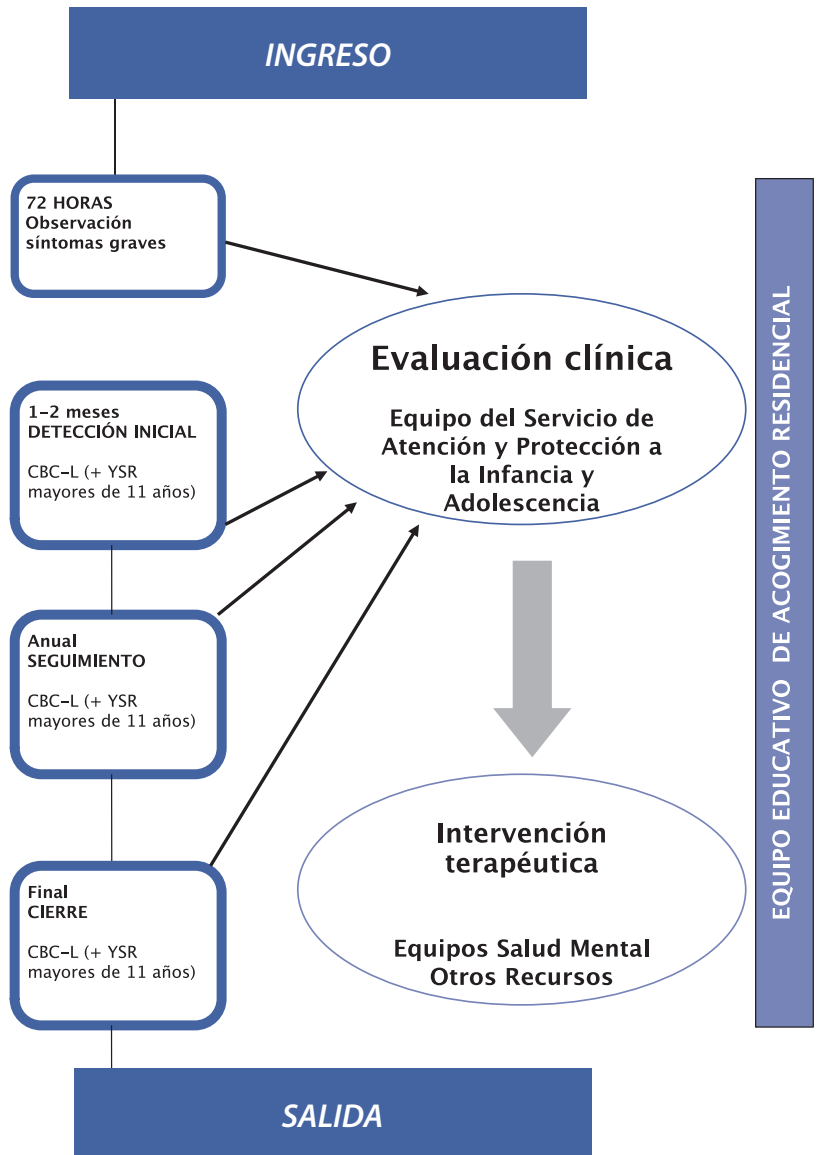 INGRESO
72 HORAS
Observación
síntomas graves
Evaluación clínica
Equipo del Servicio de
Atención y Protección a
la Infancia y
Adolescencia
1–2 meses
DETECCIÓN INICIAL
CBC–L (+ YSR
mayores de 11 años)
Anual
SEGUIMIENTO
CBC–L (+ YSR
mayores de 11 años)
Intervención
terapéutica
Equipos Salud Mental
Otros Recursos
Final
CIERRE
CBC–L (+ YSR
mayores de 11 años)
EQUIPO EDUCATIVO DE ACOGIMIENTO RESIDENCIAL
SALIDA